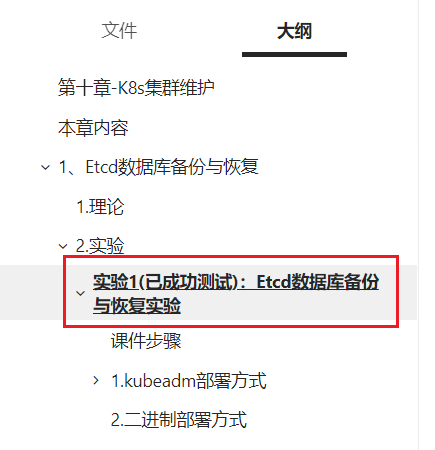 文件 大纲
第十章-K8s集群维护
本章内容
1、Etcd数据库备份与恢复
1.理论
2.实验
实验1(已成功测试)：Etcd数据库备份
与恢复实验
课件步骤
1.kubeadm部署方式
2.二进制部署方式